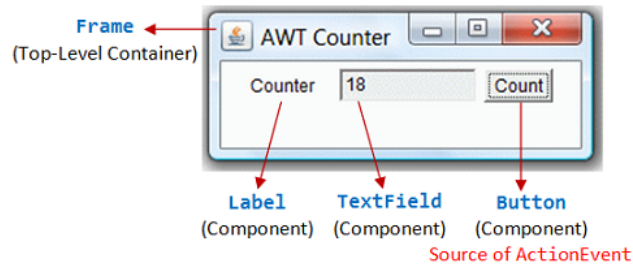 Frame
(Top-Level Container)
AWT Counter
Counter 18 Count
Label TextField Button
(Component) (Component) (Component)
Source of ActionEvent